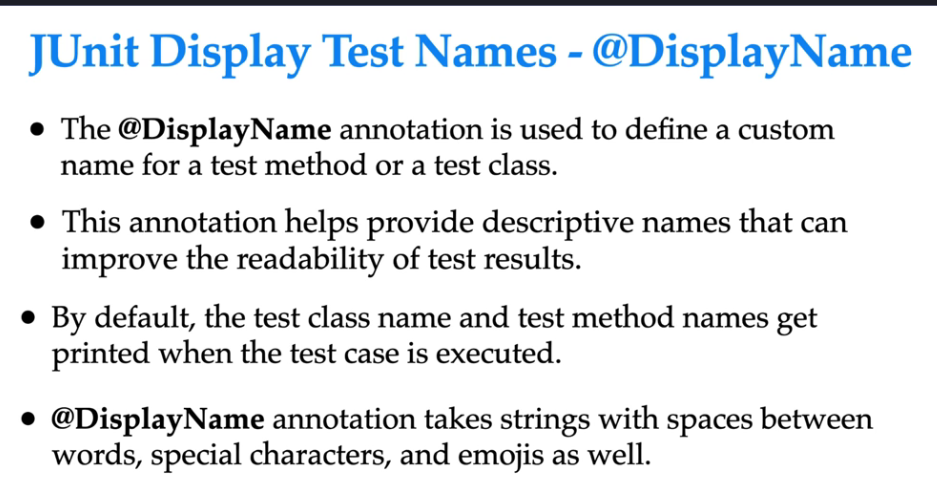 JUnit Display Test Names - @DisplayName
• The @DisplayName annotation is used to define a custom
name for a test method or a test class.
• This annotation helps provide descriptive names that can
improve the readability of test results.
• By default, the test class name and test method names get
printed when the test case is executed.
• @DisplayName annotation takes strings with spaces between
words, special characters, and emojis as well.